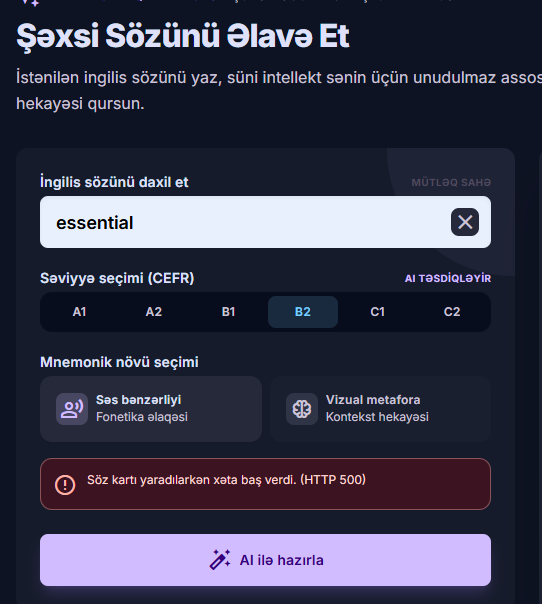 Şəxsi Sözünü Əlavə Et
İstənilən ingilis sözünü yaz, süni intellekt sənin üçün unudulmaz
hekayəsi qursun.
İngilis sözünü daxil et
MÜTLƏQ SAHƏ
essential
Səviyyə seçimi (CEFR)
AI TƏSDİQLƏYİR
A1 A2 B1 B2 C1 C2
Mnemonik növü seçimi
Səs bənzərliyi
Fonetika əlaqəsi
Vizual metafora
Kontekst hekayəsi
Söz kartı yaradılarkən xəta baş verdi. (HTTP 500)
AI ilə hazırla